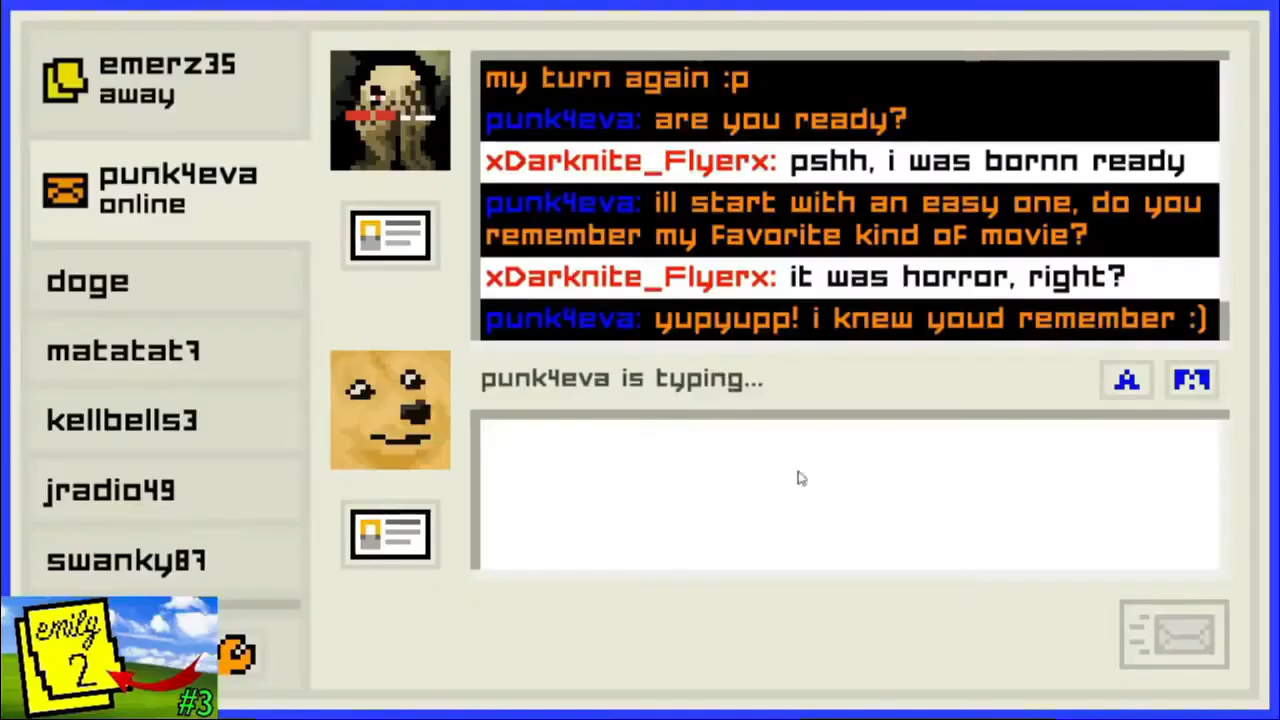 emerz35
away
punk4eva
online
doge
matatat7
kellbells3
jradio49
swanky87
my turn again :p
punk4eva: are you ready?
xDarknite_Flyerx: pshh, i was bornn ready
punk4eva: ill start with an easy one, do you
remember my favorite kind of movie?
xDarknite_Flyerx: it was horror, right?
punk4eva: yupyupp! i knew youd remember :)
punk4eva is typing...
A
emily
2
#3